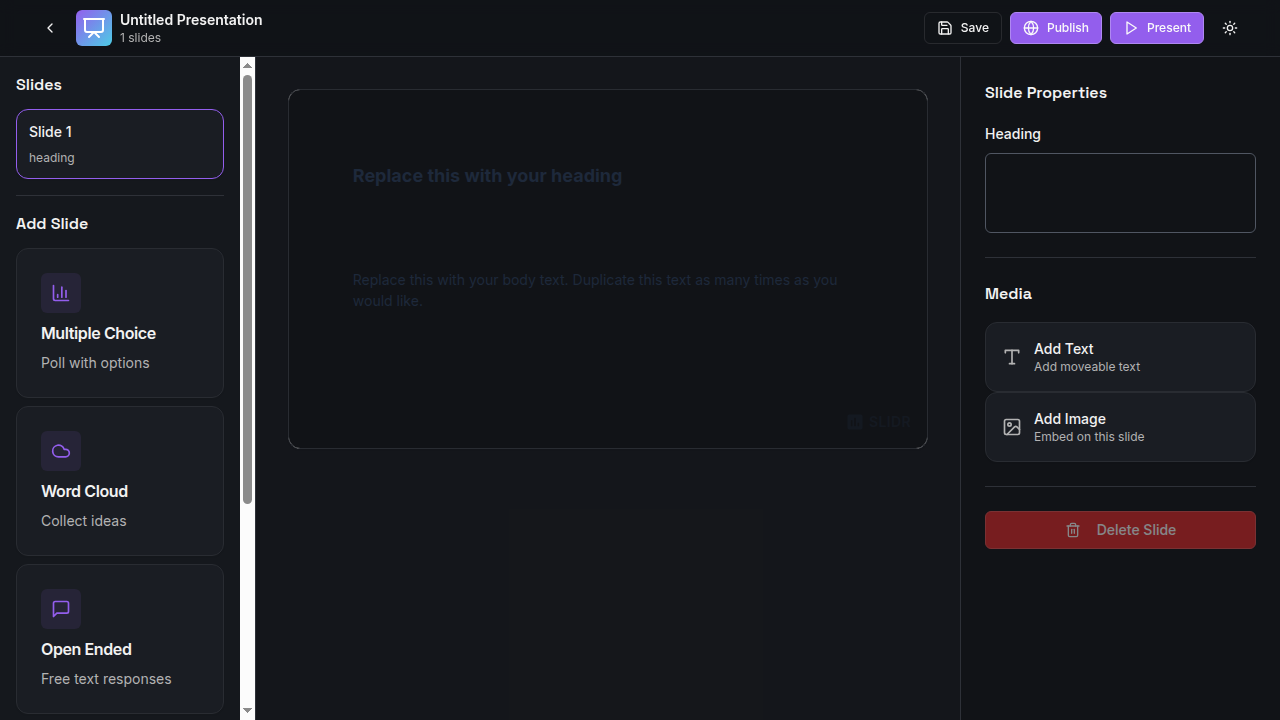 Untitled Presentation
1 slides
Save
Publish
Present
Slides
Slide 1
heading
Add Slide
Multiple Choice
Poll with options
Word Cloud
Collect ideas
Open Ended
Free text responses
Replace this with your heading
Replace this with your body text. Duplicate this text as many times as you
would like.
SLIDR
Slide Properties
Heading
Media
Add Text
Add moveable text
Add Image
Embed on this slide
Delete Slide